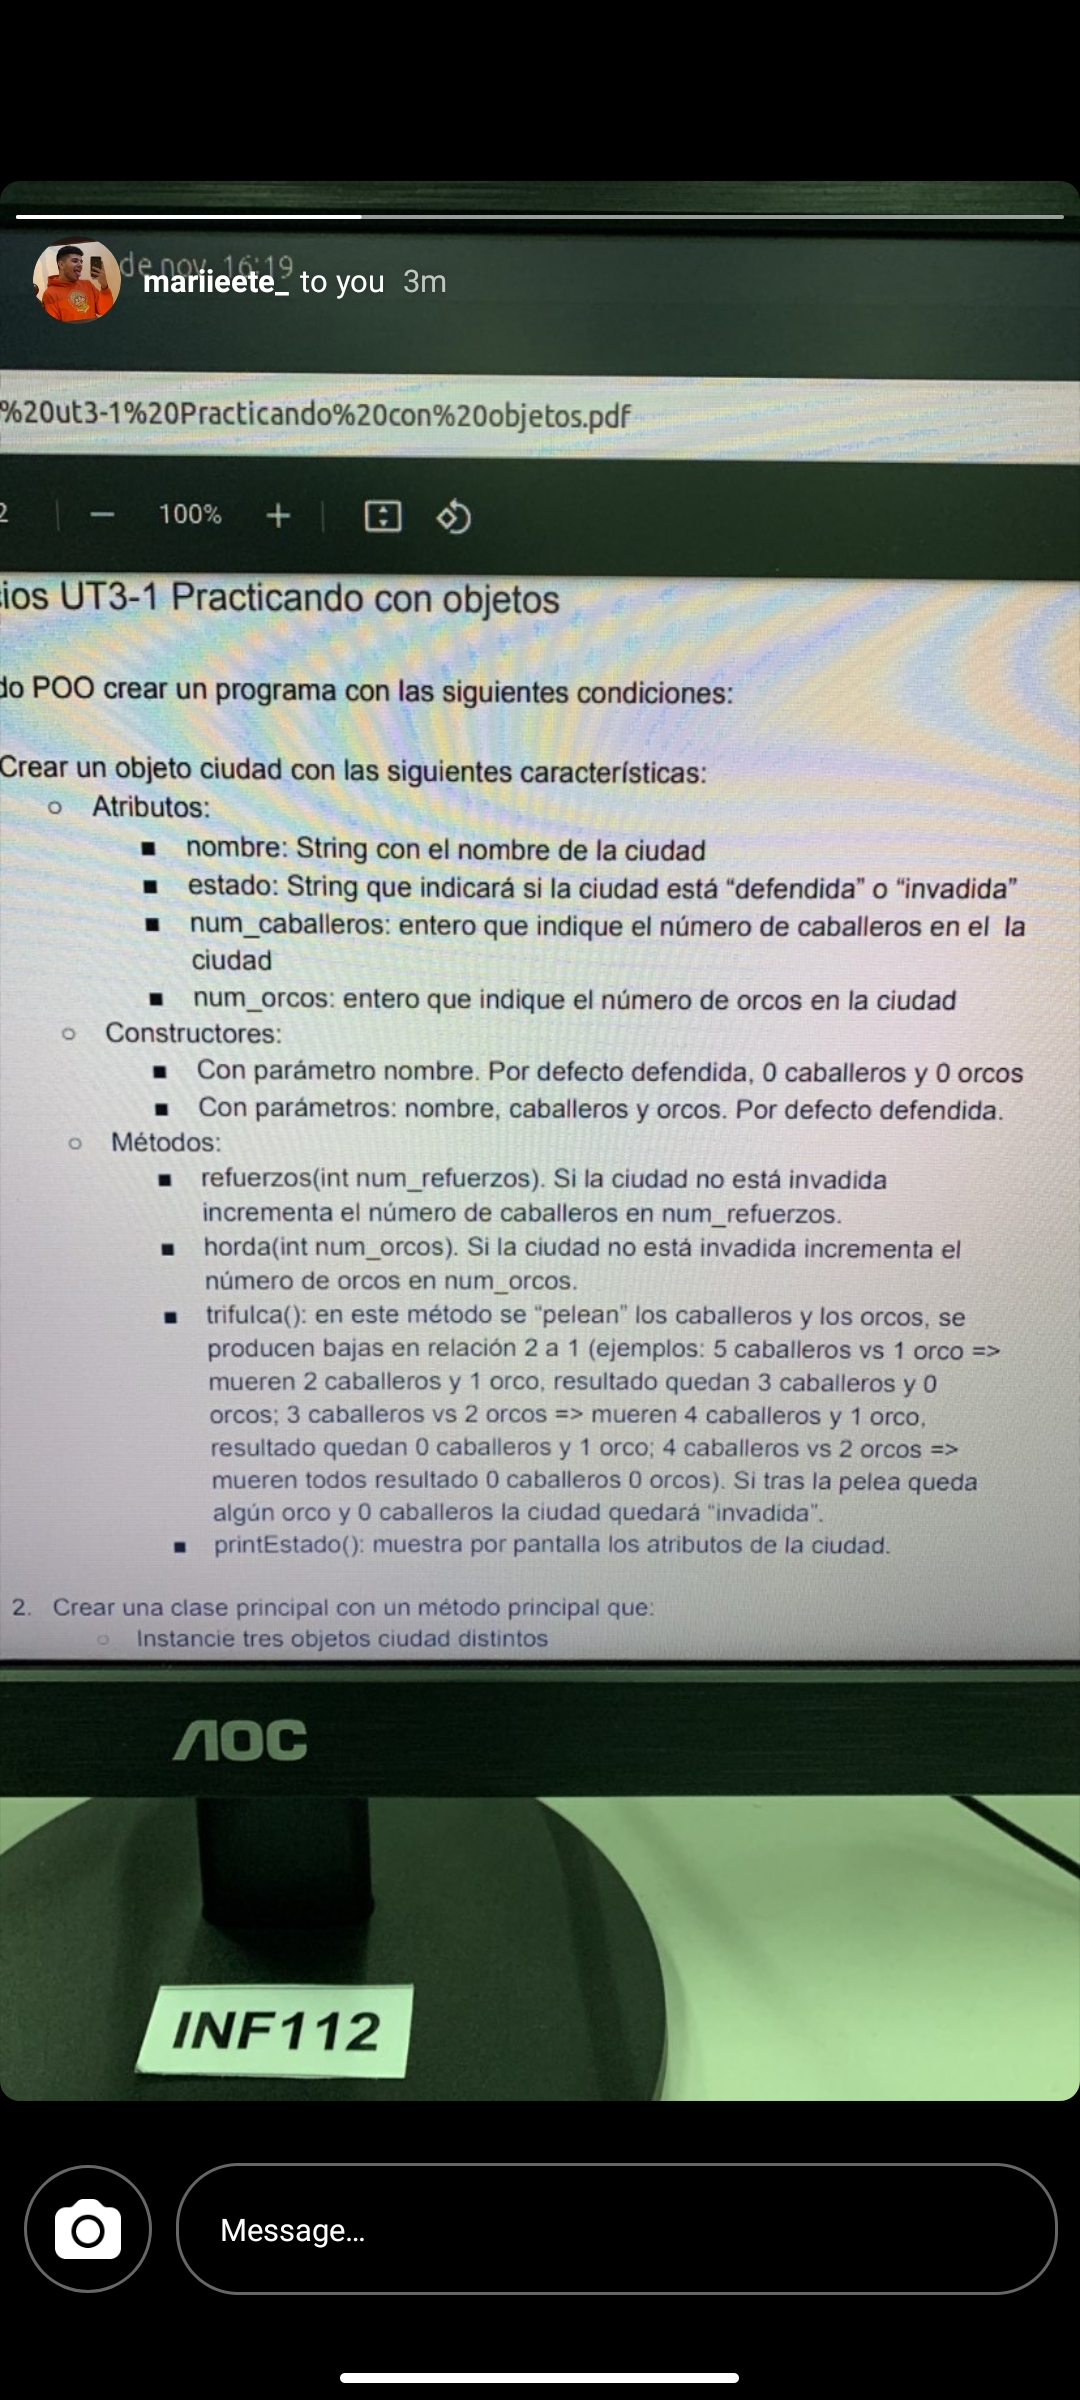 de nov. 16:19
mariieete_ to you 3m
%20ut3-1%20Practicando%20con%20objetos.pdf
2 — 100% +
ios UT3-1 Practicando con objetos
do POO crear un programa con las siguientes condiciones:
Crear un objeto ciudad con las siguientes características:
○ Atributos:
■ nombre: String con el nombre de la ciudad
■ estado: String que indicará si la ciudad está “defendida” o “invadida”
■ num_caballeros: entero que indique el número de caballeros en el la
ciudad
■ num_orcos: entero que indique el número de orcos en la ciudad
○ Constructores:
■ Con parámetro nombre. Por defecto defendida, 0 caballeros y 0 orcos
■ Con parámetros: nombre, caballeros y orcos. Por defecto defendida.
○ Métodos:
■ refuerzos(int num_refuerzos). Si la ciudad no está invadida
incrementa el número de caballeros en num_refuerzos.
■ horda(int num_orcos). Si la ciudad no está invadida incrementa el
número de orcos en num_orcos.
■ trifulca(): en este método se “pelean” los caballeros y los orcos, se
producen bajas en relación 2 a 1 (ejemplos: 5 caballeros vs 1 orco =>
mueren 2 caballeros y 1 orco, resultado quedan 3 caballeros y 0
orcos; 3 caballeros vs 2 orcos => mueren 4 caballeros y 1 orco,
resultado quedan 0 caballeros y 1 orco; 4 caballeros vs 2 orcos =>
mueren todos resultado 0 caballeros 0 orcos). Si tras la pelea queda
algún orco y 0 caballeros la ciudad quedará “invadida”.
■ printEstado(): muestra por pantalla los atributos de la ciudad.
2. Crear una clase principal con un método principal que:
○ Instancie tres objetos ciudad distintos
AOC
INF112
Message...